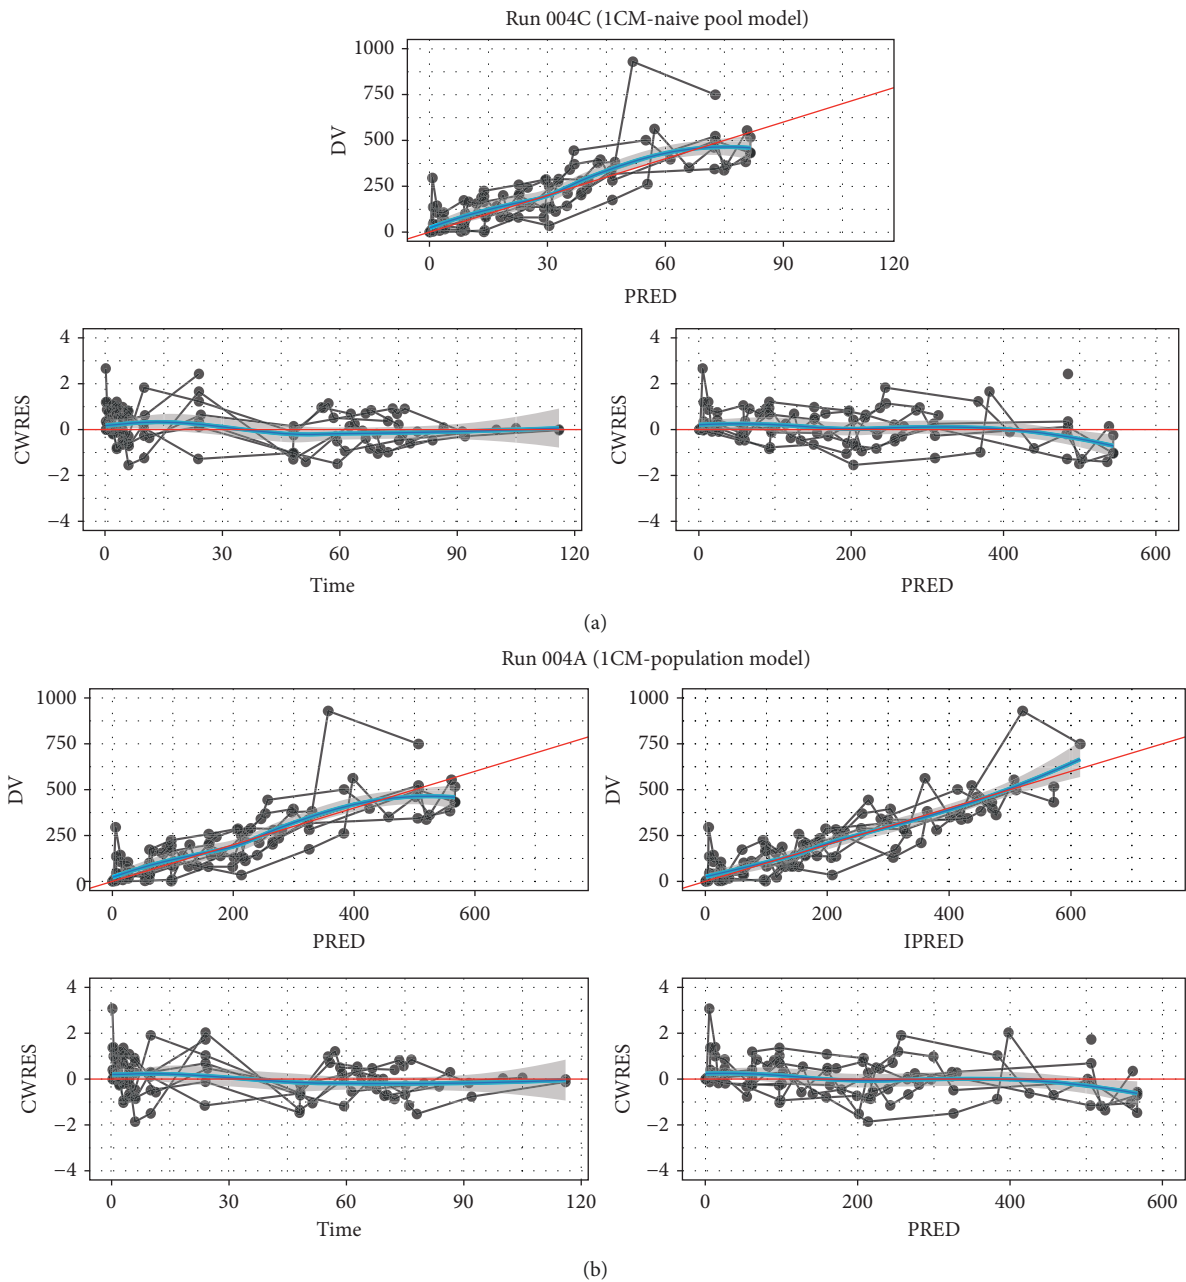 Run 004C (1CM-naive pool model)
1000
750
500
250
0
DV
0 30 60 90 120
PRED
4
2
0
−2
−4
CWRES
0 30 60 90 120
Time
4
2
0
−2
−4
CWRES
0 200 400 600
PRED
(a)
Run 004A (1CM-population model)
1000
750
500
250
0
DV
0 200 400 600
PRED
1000
750
500
250
0
DV
0 200 400 600
IPRED
4
2
0
−2
−4
CWRES
0 30 60 90 120
Time
4
2
0
−2
−4
CWRES
0 200 400 600
PRED
(b)